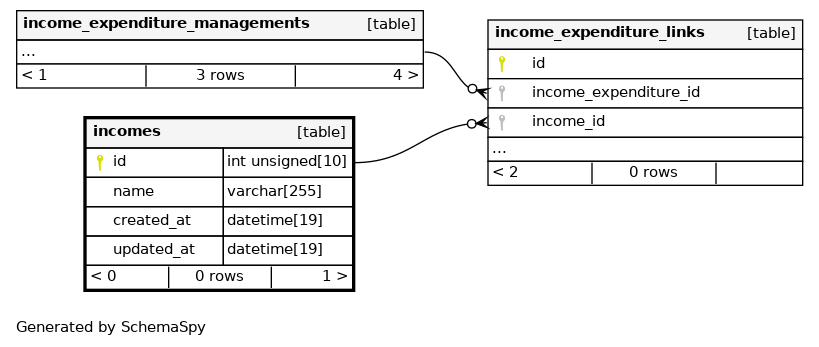 income_expenditure_managements [table]
...
< 1 3 rows 4 >
income_expenditure_links [table]
id
income_expenditure_id
income_id
...
< 2 0 rows
incomes [table]
id int unsigned[10]
name varchar[255]
created_at datetime[19]
updated_at datetime[19]
< 0 0 rows 1 >
Generated by SchemaSpy